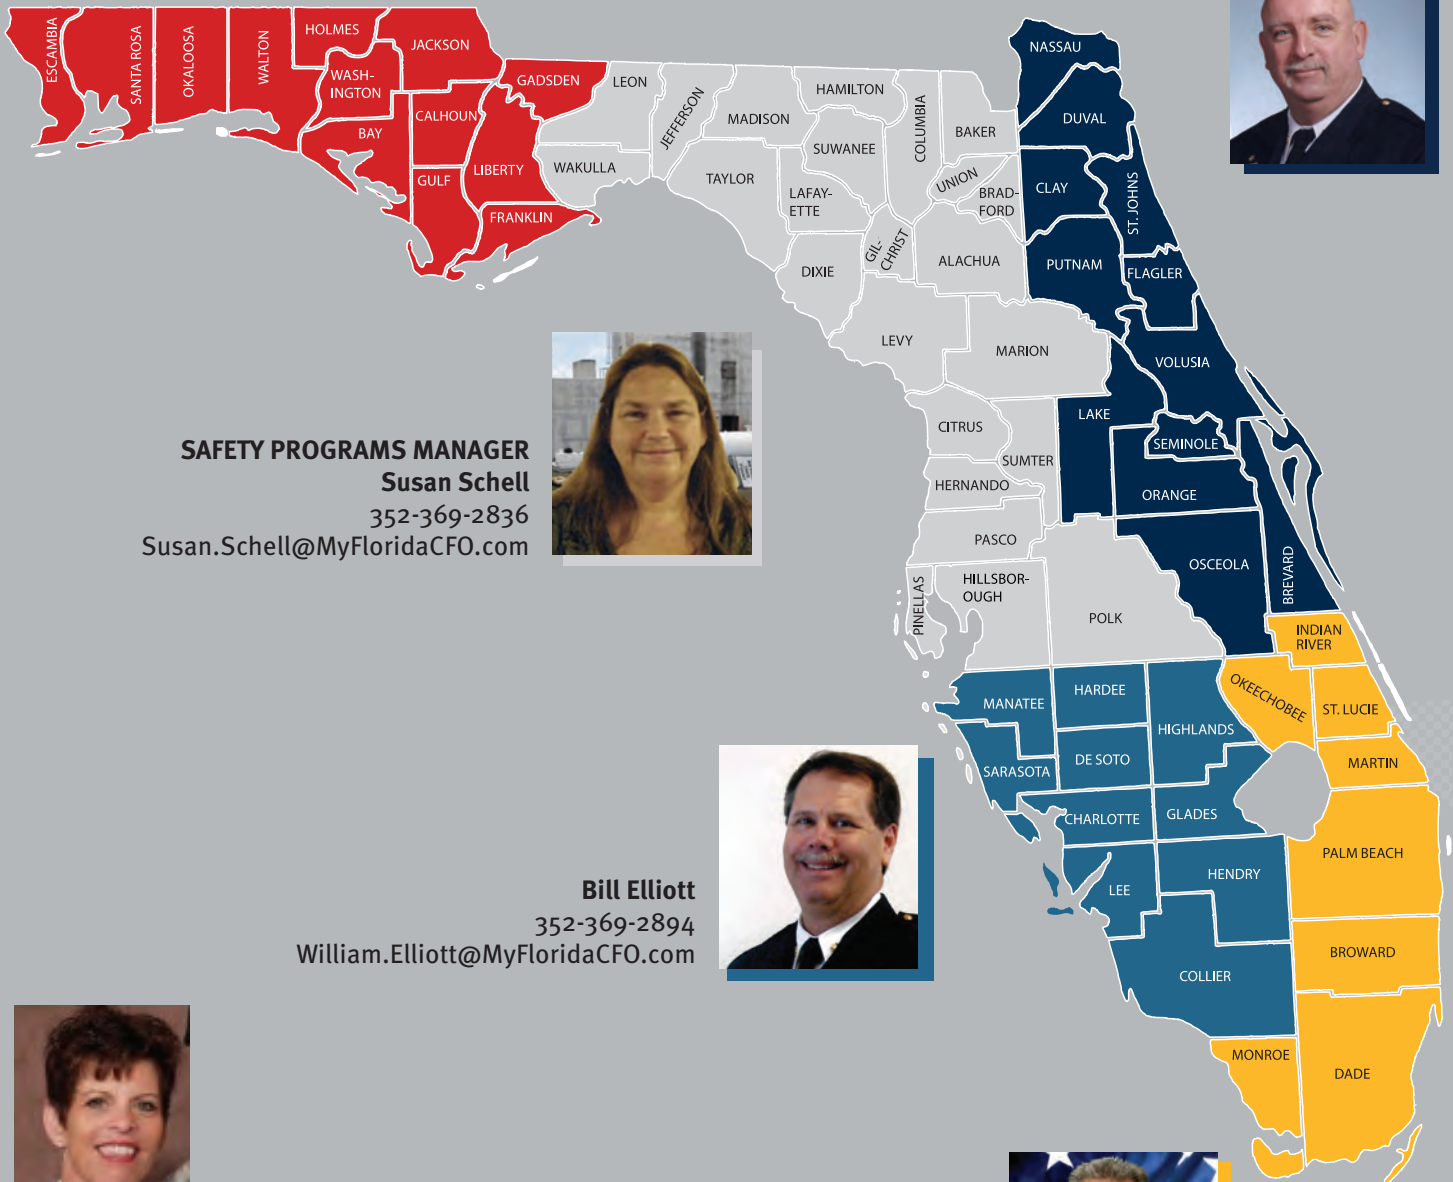 ESCAMBIA
SANTA ROSA
OKALOOSA
WALTON
HOLMES
JACKSON
WASH-
INGTON
BAY
CALHOUN
GULF
LIBERTY
GADSDEN
FRANKLIN
LEON
WAKULLA
JEFFERSON
MADISON
TAYLOR
HAMILTON
SUWANEE
LAFAY-
ETTE
DIXIE
COLUMBIA
GIL-
CHRIST
BAKER
UNION
BRAD-
FORD
ALACHUA
LEVY
MARION
NASSAU
DUVAL
CLAY
ST. JOHNS
PUTNAM
FLAGLER
VOLUSIA
LAKE
SEMINOLE
ORANGE
OSCEOLA
BREVARD
CITRUS
SUMTER
HERNANDO
PASCO
PINELLAS
HILLSBOR-
OUGH
POLK
SAFETY PROGRAMS MANAGER
Susan Schell
352-369-2836
Susan.Schell@MyFloridaCFO.com
INDIAN
RIVER
OKEECHOBEE
ST. LUCIE
MARTIN
PALM BEACH
BROWARD
DADE
MONROE
MANATEE
HARDEE
HIGHLANDS
SARASOTA
DE SOTO
CHARLOTTE
GLADES
LEE
HENDRY
COLLIER
Bill Elliott
352-369-2894
William.Elliott@MyFloridaCFO.com